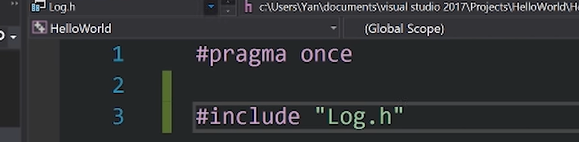 Log.h
c:\Users\Yan\documents\visual studio 2017\Projects\HelloWorld\He
HelloWorld
(Global Scope)
1 #pragma once
2
3 #include "Log.h"